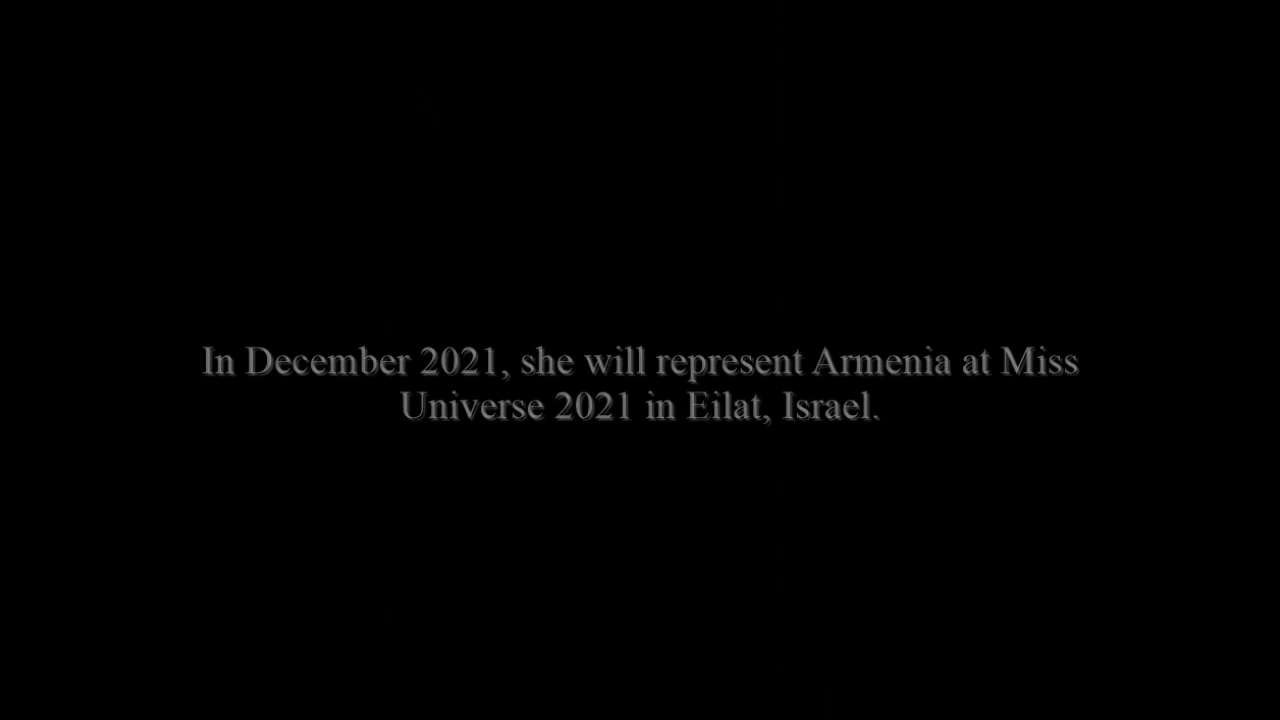 In December 2021, she will represent Armenia at Miss
Universe 2021 in Eilat, Israel.